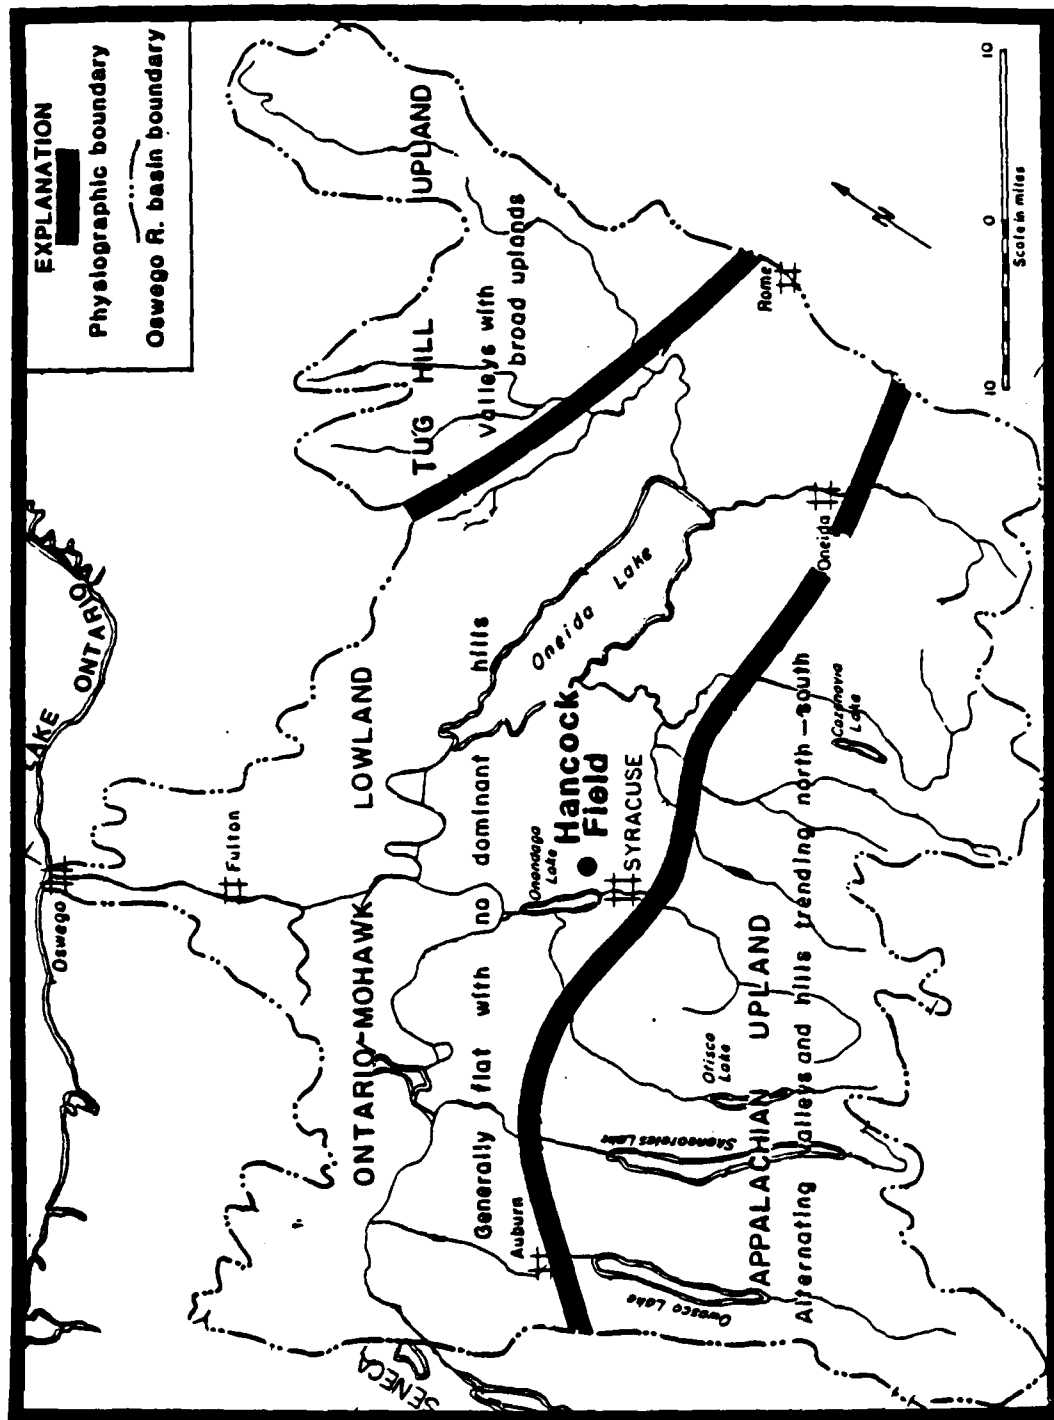 EXPLANATION
Physiographic boundary
Oswego R. basin boundary
LAKE ONTARIO
Oswego
Fulton
TUG HILL UPLAND
Valleys with
broad uplands
Rome
N
10 0 10
Scale in miles
ONTARIO-MOHAWK LOWLAND
Generally flat with no dominant hills
Oneida Lake
Oneida
Hancock
Field
SYRACUSE
Onondaga
Lake
Cazenovia
Lake
Auburn
Otisco
Lake
Skaneateles Lake
Owasco Lake
APPALACHIAN UPLAND
Alternating valleys and hills trending north-south
SENECA